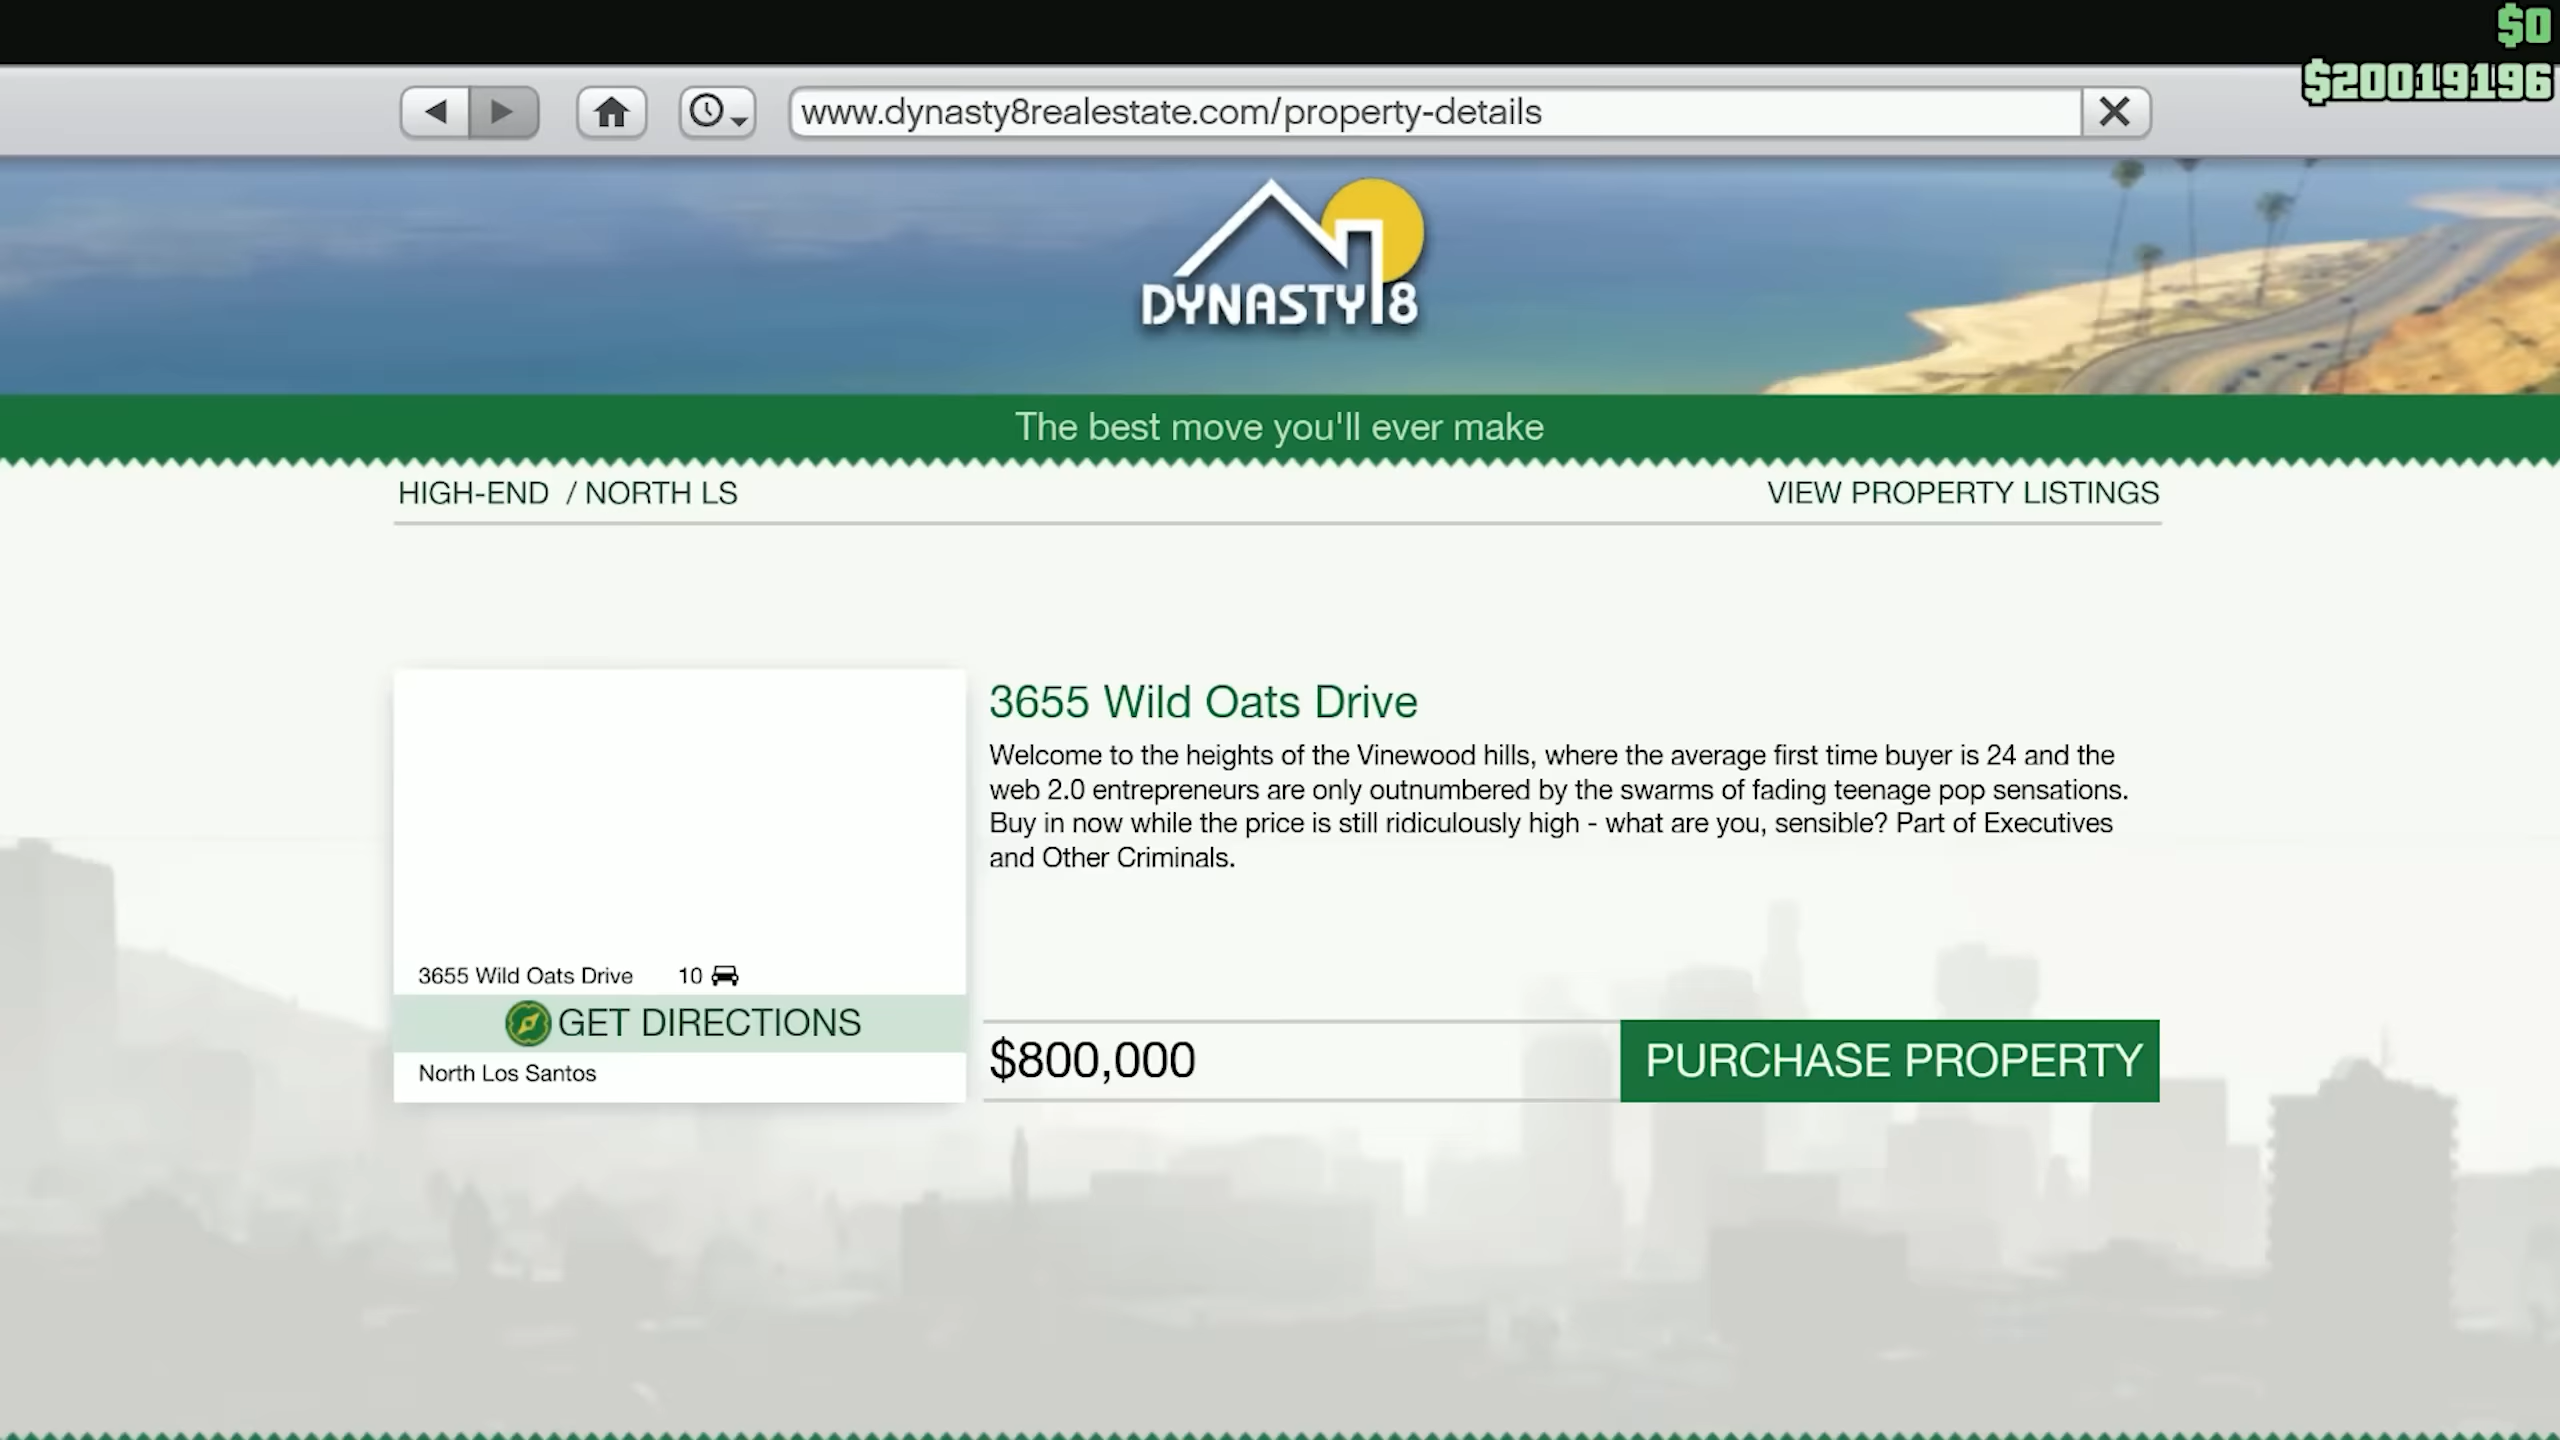 $0
$20019196
www.dynasty8realestate.com/property-details
DYNASTY 8
The best move you'll ever make
HIGH-END / NORTH LS
VIEW PROPERTY LISTINGS
3655 Wild Oats Drive
Welcome to the heights of the Vinewood hills, where the average first time buyer is 24 and the
web 2.0 entrepreneurs are only outnumbered by the swarms of fading teenage pop sensations.
Buy in now while the price is still ridiculously high - what are you, sensible? Part of Executives
and Other Criminals.
3655 Wild Oats Drive 10
GET DIRECTIONS
North Los Santos
$800,000
PURCHASE PROPERTY